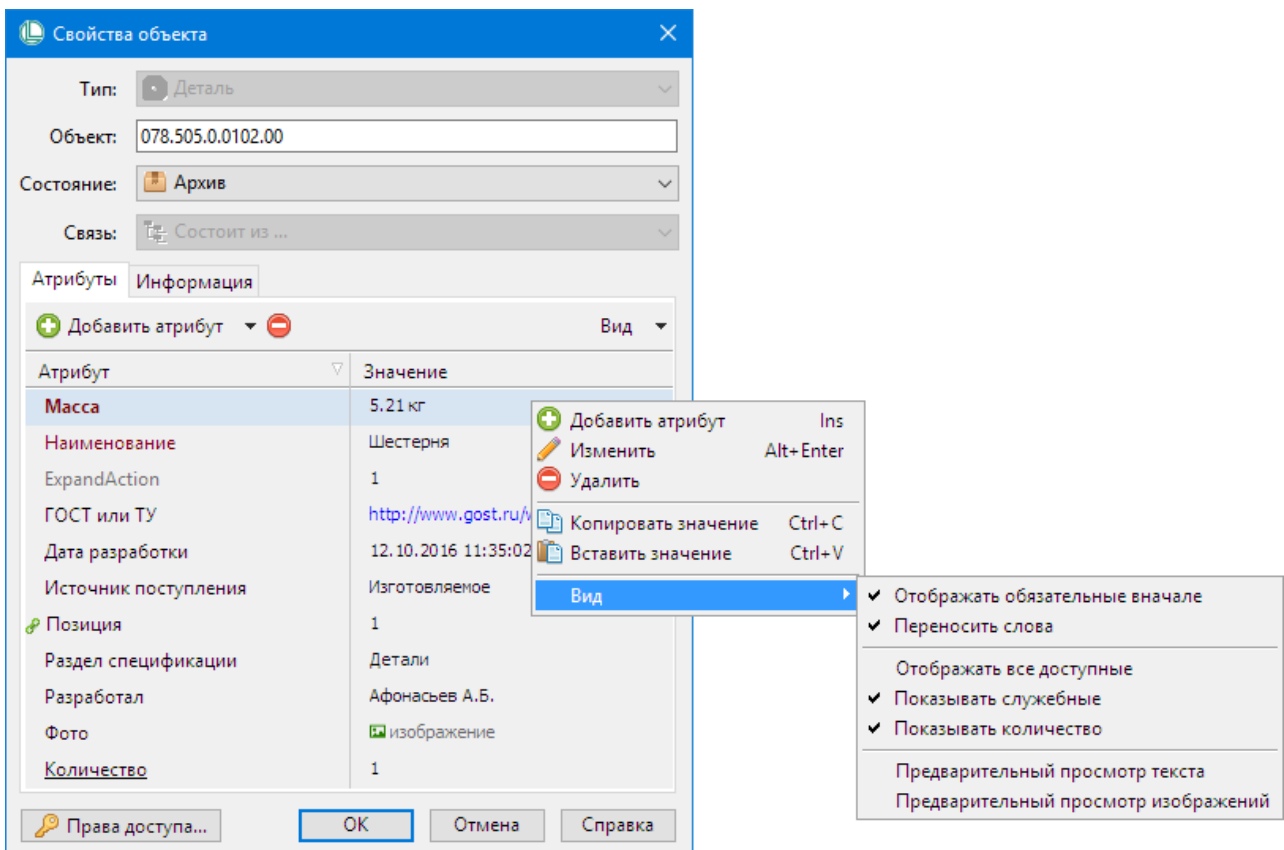 Свойства объекта
Тип: Деталь
Объект: 078.505.0.0102.00
Состояние: Архив
Связь: Состоит из ...
Атрибуты Информация
Добавить атрибут Вид
Атрибут Значение
Масса 5.21 кг
Наименование Шестерня
ExpandAction 1
ГОСТ или ТУ http://www.gost.ru/
Дата разработки 12.10.2016 11:35:02
Источник поступления Изготовляемое
Позиция 1
Раздел спецификации Детали
Разработал Афонасьев А.Б.
Фото изображение
Количество 1
Права доступа... OK Отмена Справка
Добавить атрибут Ins
Изменить Alt+Enter
Удалить
Копировать значение Ctrl+C
Вставить значение Ctrl+V
Вид
Отображать обязательные вначале
Переносить слова
Отображать все доступные
Показывать служебные
Показывать количество
Предварительный просмотр текста
Предварительный просмотр изображений